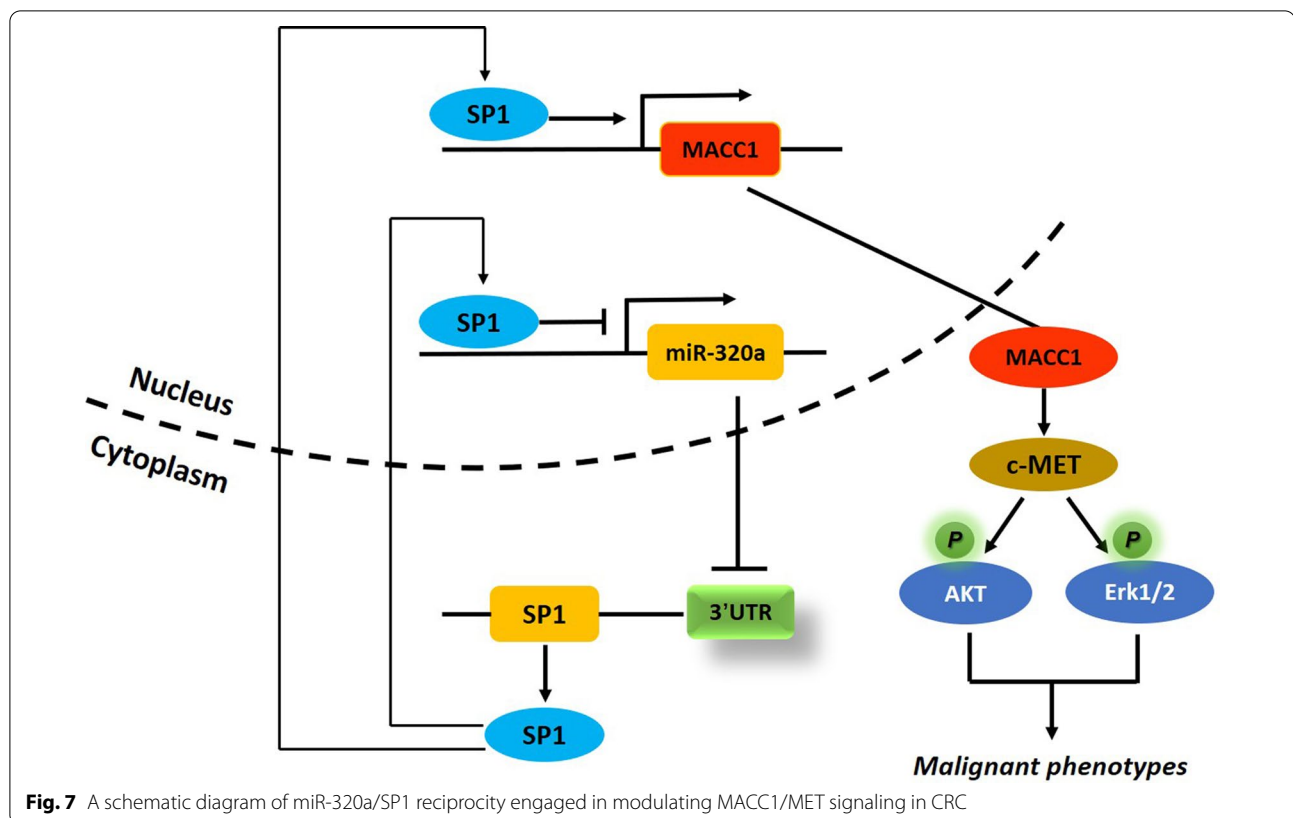 SP1
MACC1
SP1
miR-320a
MACC1
Nucleus
Cytoplasm
c-MET
P
P
AKT
Erk1/2
SP1
3’UTR
SP1
Malignant phenotypes
Fig. 7 A schematic diagram of miR-320a/SP1 reciprocity engaged in modulating MACC1/MET signaling in CRC